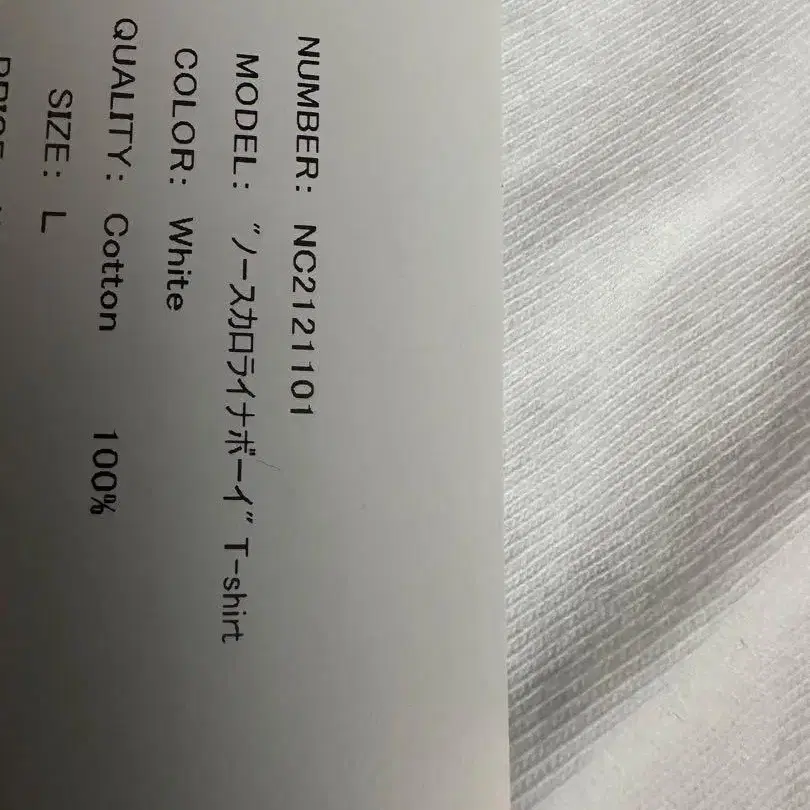 NUMBER: NC2121101
MODEL: "ノースカロライナボーイ" T-shirt
COLOR: White
QUALITY: Cotton 100%
SIZE: L